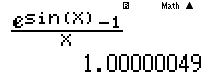 R Math ▲
e^sin(X)-1
X
1.00000049